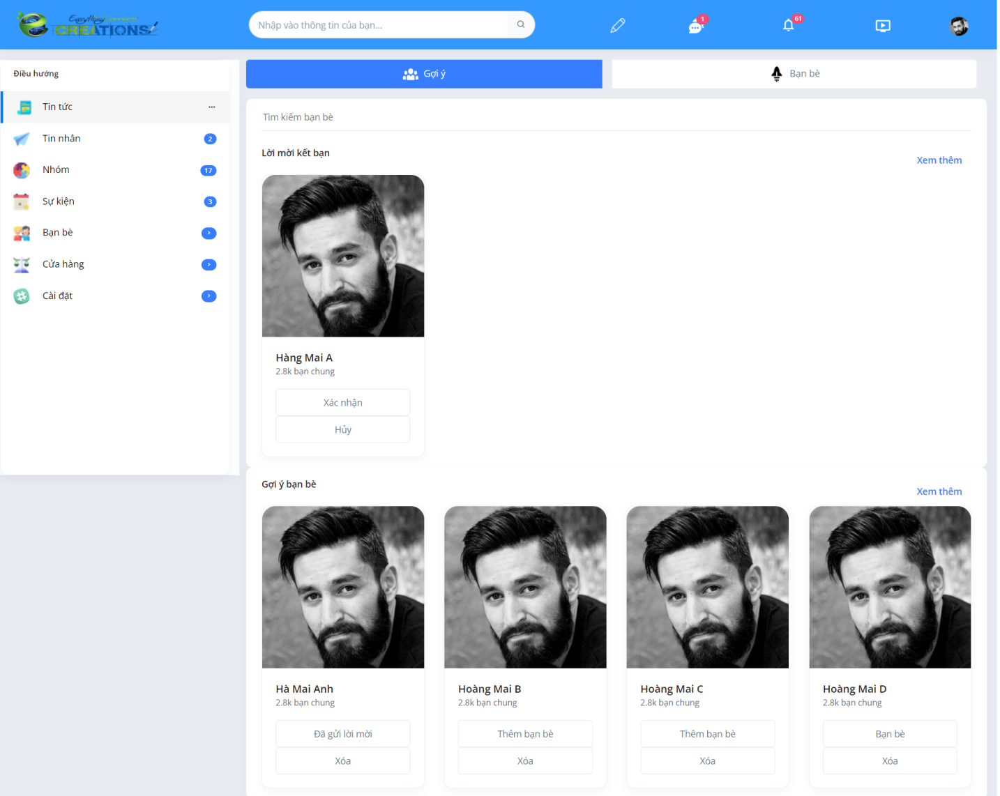 Everything Connects
CREATIONS
Nhập vào thông tin của bạn...
1
61
Điều hướng
Tin tức
Tin nhắn
2
Nhóm
17
Sự kiện
3
Bạn bè
Cửa hàng
Cài đặt
Gợi ý
Bạn bè
Tìm kiếm bạn bè
Lời mời kết bạn
Xem thêm
Hàng Mai A
2.8k bạn chung
Xác nhận
Hủy
Gợi ý bạn bè
Xem thêm
Hà Mai Anh
2.8k bạn chung
Đã gửi lời mời
Xóa
Hoàng Mai B
2.8k bạn chung
Thêm bạn bè
Xóa
Hoàng Mai C
2.8k bạn chung
Thêm bạn bè
Xóa
Hoàng Mai D
2.8k bạn chung
Bạn bè
Xóa